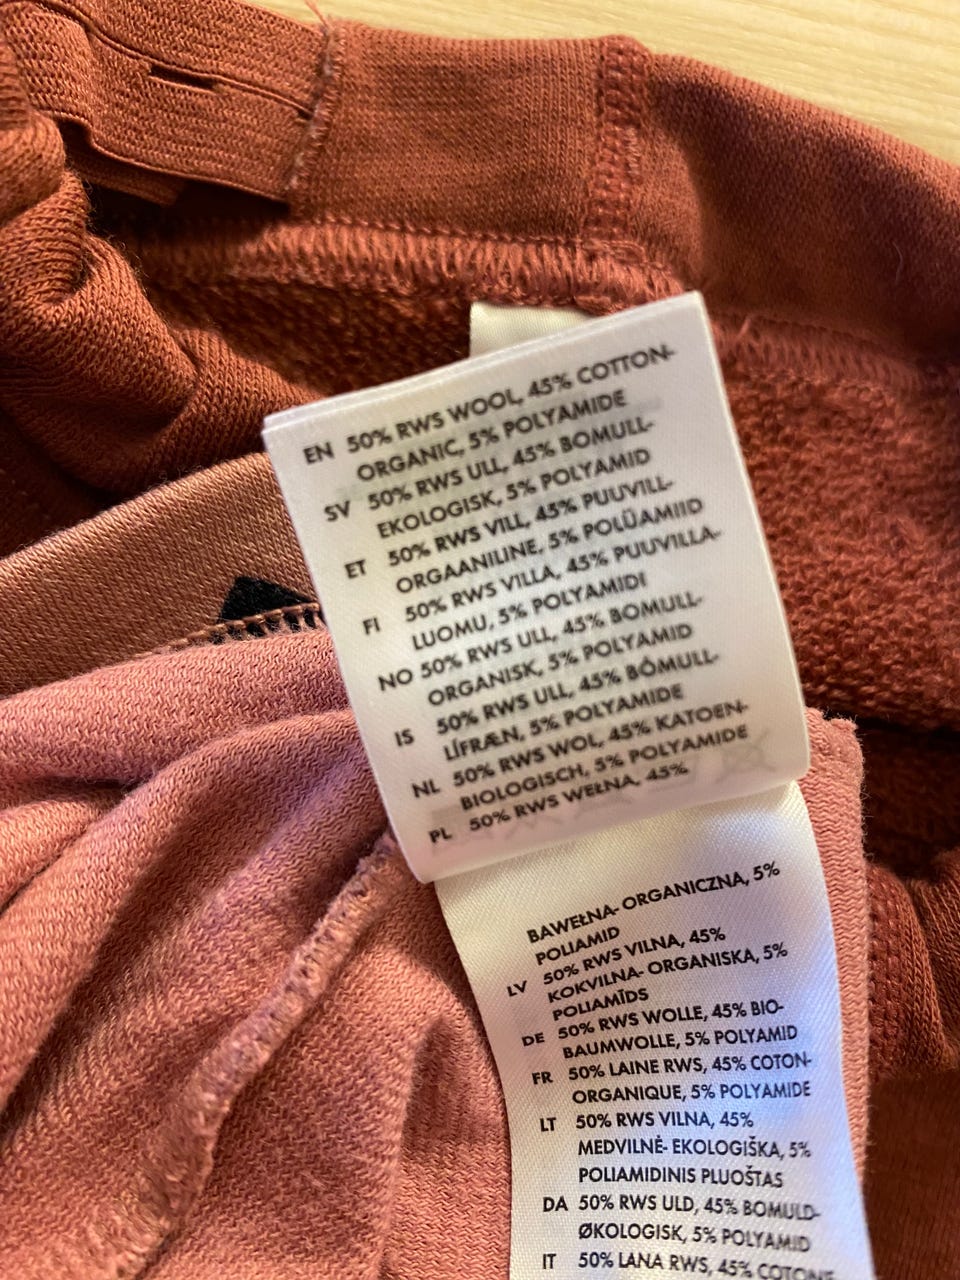 EN 50% RWS WOOL, 45% COTTON-
ORGANIC, 5% POLYAMIDE
SV 50% RWS ULL, 45% BOMULL-
EKOLOGISK, 5% POLYAMID
ET 50% RWS VILL, 45% PUUVILL-
ORGAANILINE, 5% POLÜAMIID
FI 50% RWS VILLA, 45% PUUVILLA-
LUOMU, 5% POLYAMIDI
NO 50% RWS ULL, 45% BOMULL-
ORGANISK, 5% POLYAMID
IS 50% RWS ULL, 45% BÓMULL-
LÍFRÆN, 5% POLYAMIDE
NL 50% RWS WOL, 45% KATOEN-
BIOLOGISCH, 5% POLYAMIDE
PL 50% RWS WEŁNA, 45%
BAWEŁNA- ORGANICZNA, 5%
POLIAMID
LV 50% RWS VILNA, 45%
KOKVILNA- ORGANISKA, 5%
POLIAMĪDS
DE 50% RWS WOLLE, 45% BIO-
BAUMWOLLE, 5% POLYAMID
FR 50% LAINE RWS, 45% COTON-
ORGANIQUE, 5% POLYAMIDE
LT 50% RWS VILNA, 45%
MEDVILNĖ- EKOLOGIŠKA, 5%
POLIAMIDINIS PLUOŠTAS
DA 50% RWS ULD, 45% BOMULD-
ØKOLOGISK, 5% POLYAMID
IT 50% LANA RWS, 45% COTONE